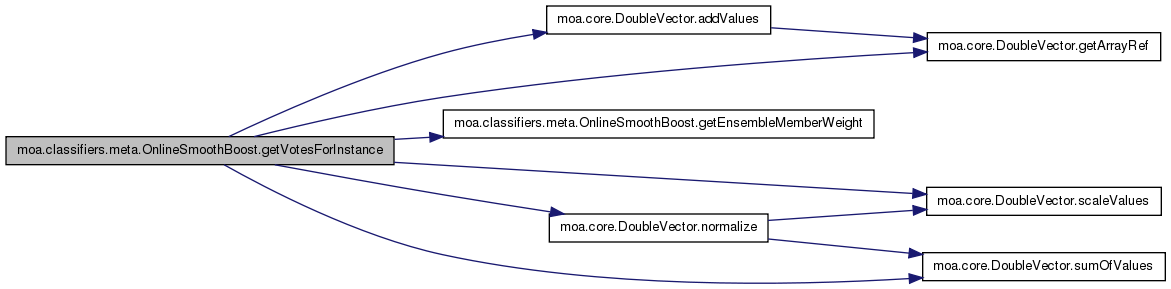 moa.core.DoubleVector.addValues
moa.core.DoubleVector.getArrayRef
moa.classifiers.meta.OnlineSmoothBoost.getEnsembleMemberWeight
moa.classifiers.meta.OnlineSmoothBoost.getVotesForInstance
moa.core.DoubleVector.scaleValues
moa.core.DoubleVector.normalize
moa.core.DoubleVector.sumOfValues